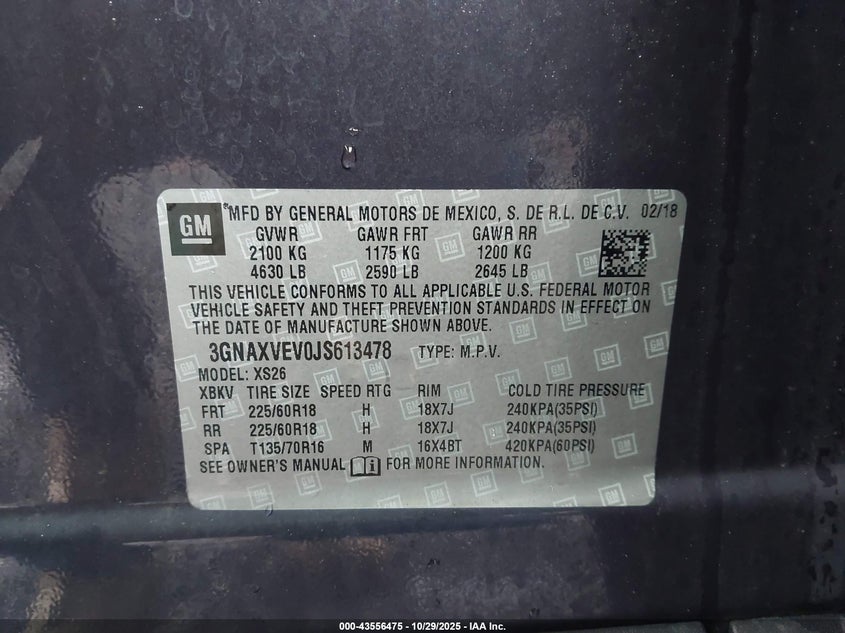 GM
MFD BY GENERAL MOTORS DE MEXICO, S. DE R.L. DE C.V. 02/18
GVWR GAWR FRT GAWR RR
2100 KG 1175 KG 1200 KG
4630 LB 2590 LB 2645 LB
THIS VEHICLE CONFORMS TO ALL APPLICABLE U.S. FEDERAL MOTOR
VEHICLE SAFETY AND THEFT PREVENTION STANDARDS IN EFFECT ON
THE DATE OF MANUFACTURE SHOWN ABOVE.
3GNAXVEV0JS613478 TYPE: M.P.V.
MODEL: XS26
XBKV TIRE SIZE SPEED RTG RIM COLD TIRE PRESSURE
FRT 225/60R18 H 18X7J 240KPA(35PSI)
RR 225/60R18 H 18X7J 240KPA(35PSI)
SPA T135/70R16 M 16X4BT 420KPA(60PSI)
SEE OWNER'S MANUAL FOR MORE INFORMATION.
000-43556475 - 10/29/2025 - IAA Inc.